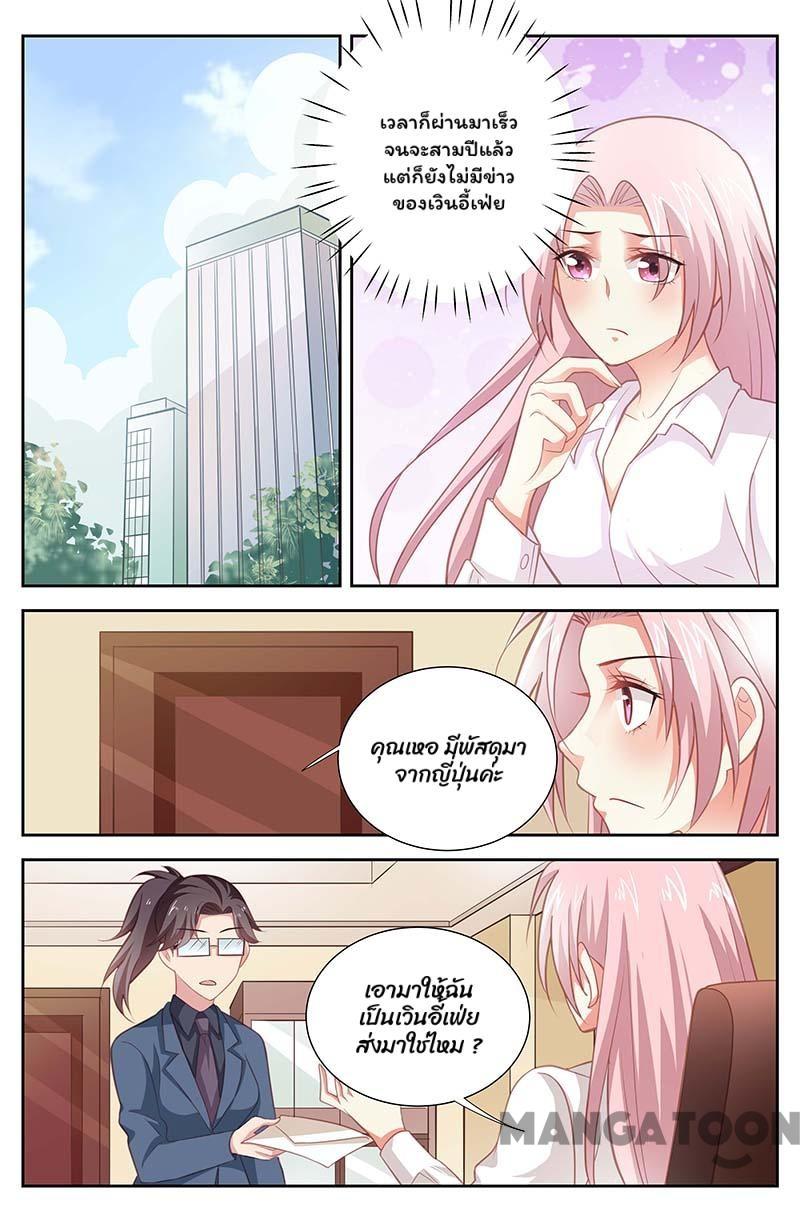 เวลาก็ผ่านมาเร็ว
จนจะสามปีแล้ว
แต่ก็ยังไม่มีข่าว
ของเวินอี้เฟย
คุณเหอ มีพัสดุมา
จากญี่ปุ่นค่ะ
เอามาให้ฉัน
เป็นเวินอี้เฟย
ส่งมาใช่ไหม ?
MANGATOON